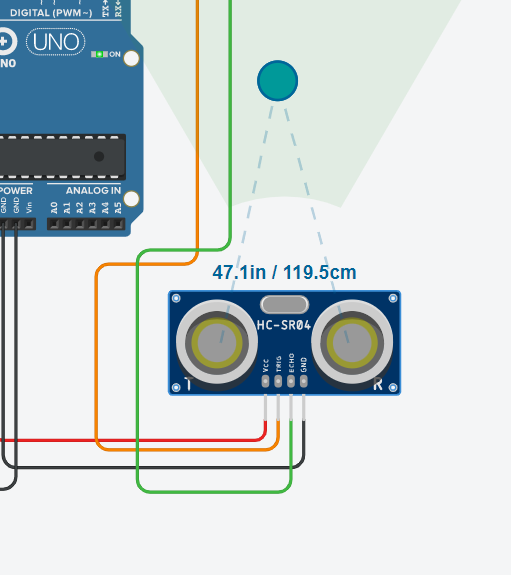 DIGITAL (PWM~)
TX→
RX←
UNO
ON
NO
POWER
ANALOG IN
GND
GND
Vin
A0
A1
A2
A3
A4
A5
47.1in / 119.5cm
HC-SR04
VCC
TRIG
ECHO
GND
T
R